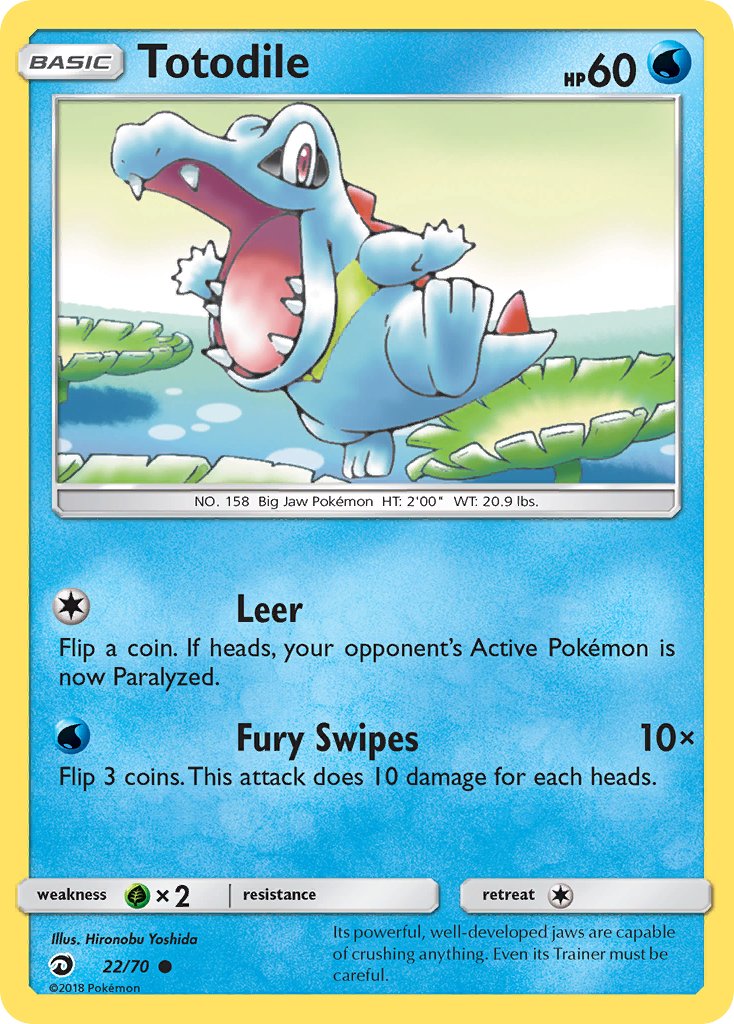 BASIC Totodile HP60
NO. 158 Big Jaw Pokémon HT: 2'00" WT: 20.9 lbs.
Leer
Flip a coin. If heads, your opponent's Active Pokémon is
now Paralyzed.
Fury Swipes 10×
Flip 3 coins. This attack does 10 damage for each heads.
weakness ×2 resistance retreat
Illus. Hironobu Yoshida
22/70
©2018 Pokémon
Its powerful, well-developed jaws are capable
of crushing anything. Even its Trainer must be
careful.